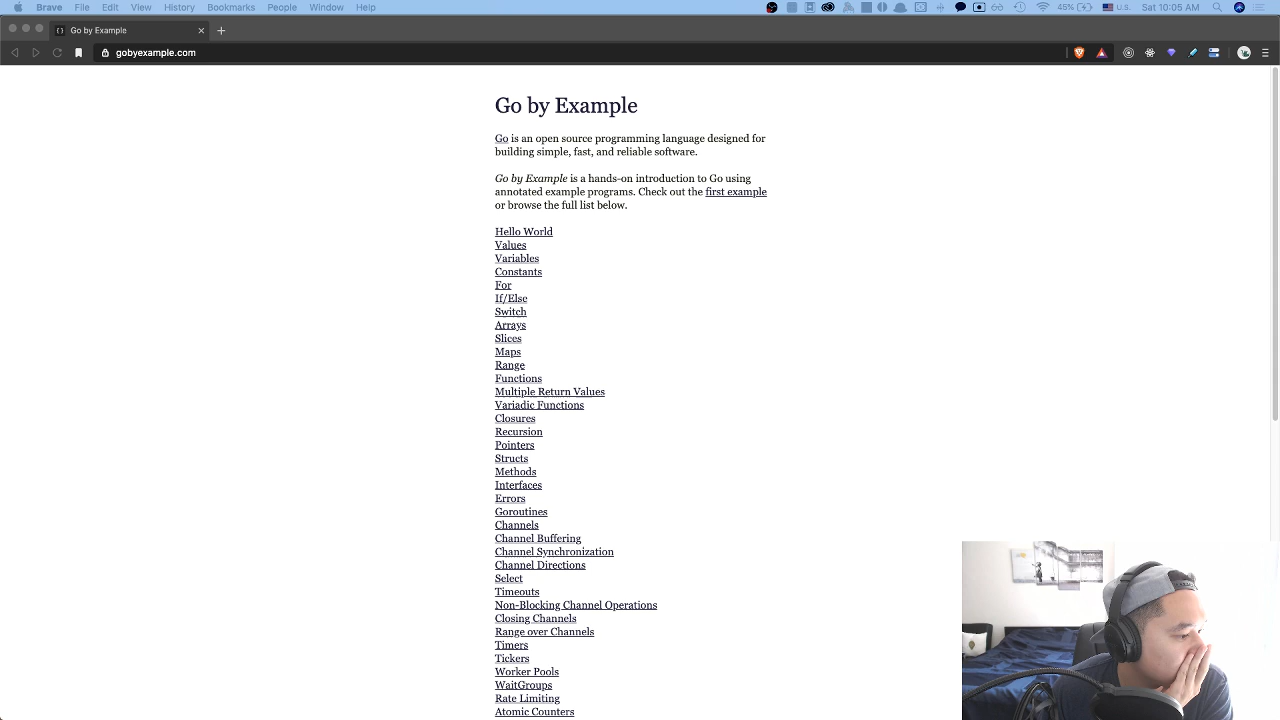 Brave File Edit View History Bookmarks People Window Help 45% U.S. Sat 10:05 AM
Go by Example
gobyexample.com
Go by Example
Go is an open source programming language designed for
building simple, fast, and reliable software.
Go by Example is a hands-on introduction to Go using
annotated example programs. Check out the first example
or browse the full list below.
Hello World
Values
Variables
Constants
For
If/Else
Switch
Arrays
Slices
Maps
Range
Functions
Multiple Return Values
Variadic Functions
Closures
Recursion
Pointers
Structs
Methods
Interfaces
Errors
Goroutines
Channels
Channel Buffering
Channel Synchronization
Channel Directions
Select
Timeouts
Non-Blocking Channel Operations
Closing Channels
Range over Channels
Timers
Tickers
Worker Pools
WaitGroups
Rate Limiting
Atomic Counters